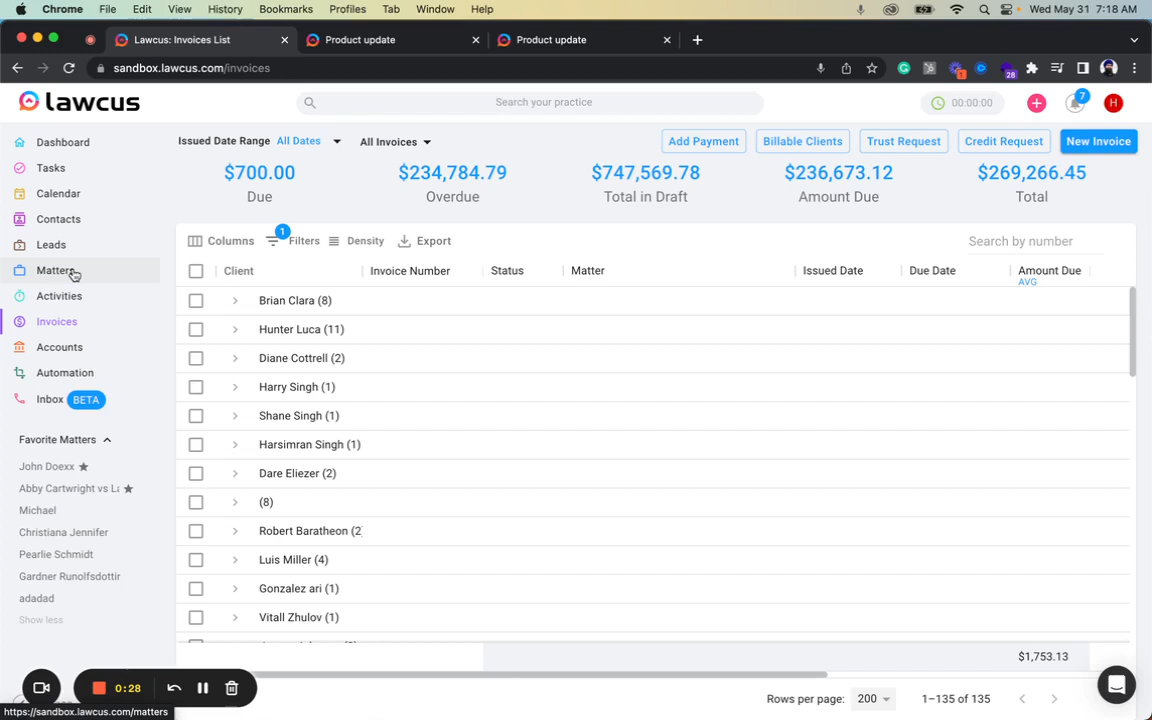 Chrome File Edit View History Bookmarks Profiles Tab Window Help Wed May 31 7:18 AM
Lawcus: Invoices List Product update Product update
sandbox.lawcus.com/invoices 1 28
lawcus Search your practice 00:00:00 7 H
Dashboard
Tasks
Calendar
Contacts
Leads
Matters
Activities
Invoices
Accounts
Automation
Inbox BETA
Favorite Matters
John Doexx
Abby Cartwright vs La
Michael
Christiana Jennifer
Pearlie Schmidt
Gardner Runolfsdottir
adadad
Show less
0:28
https://sandbox.lawcus.com/matters
Issued Date Range All Dates All Invoices Add Payment Billable Clients Trust Request Credit Request New Invoice
$700.00 $234,784.79 $747,569.78 $236,673.12 $269,266.45
Due Overdue Total in Draft Amount Due Total
Columns 1 Filters Density Export Search by number
Client Invoice Number Status Matter Issued Date Due Date Amount Due
AVG
Brian Clara (8)
Hunter Luca (11)
Diane Cottrell (2)
Harry Singh (1)
Shane Singh (1)
Harsimran Singh (1)
Dare Eliezer (2)
(8)
Robert Baratheon (2
Luis Miller (4)
Gonzalez ari (1)
Vitall Zhulov (1)
$1,753.13
Rows per page: 200 1–135 of 135